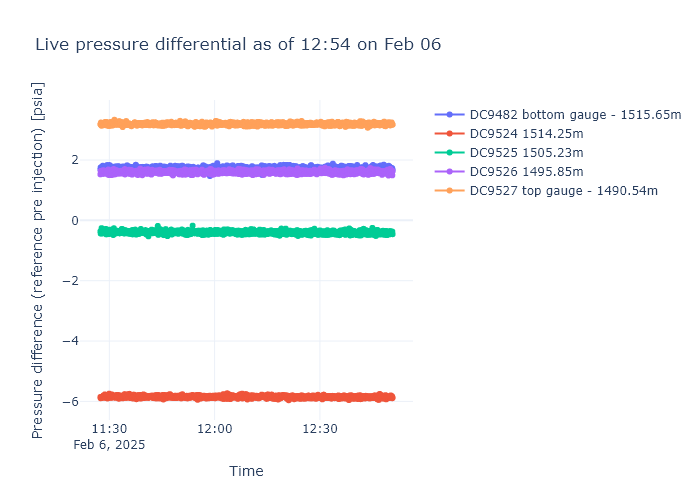 Live pressure differential as of 12:54 on Feb 06
Pressure difference (reference pre injection) [psia]
2
0
−2
−4
−6
11:30
Feb 6, 2025
12:00
12:30
Time
DC9482 bottom gauge - 1515.65m
DC9524 1514.25m
DC9525 1505.23m
DC9526 1495.85m
DC9527 top gauge - 1490.54m